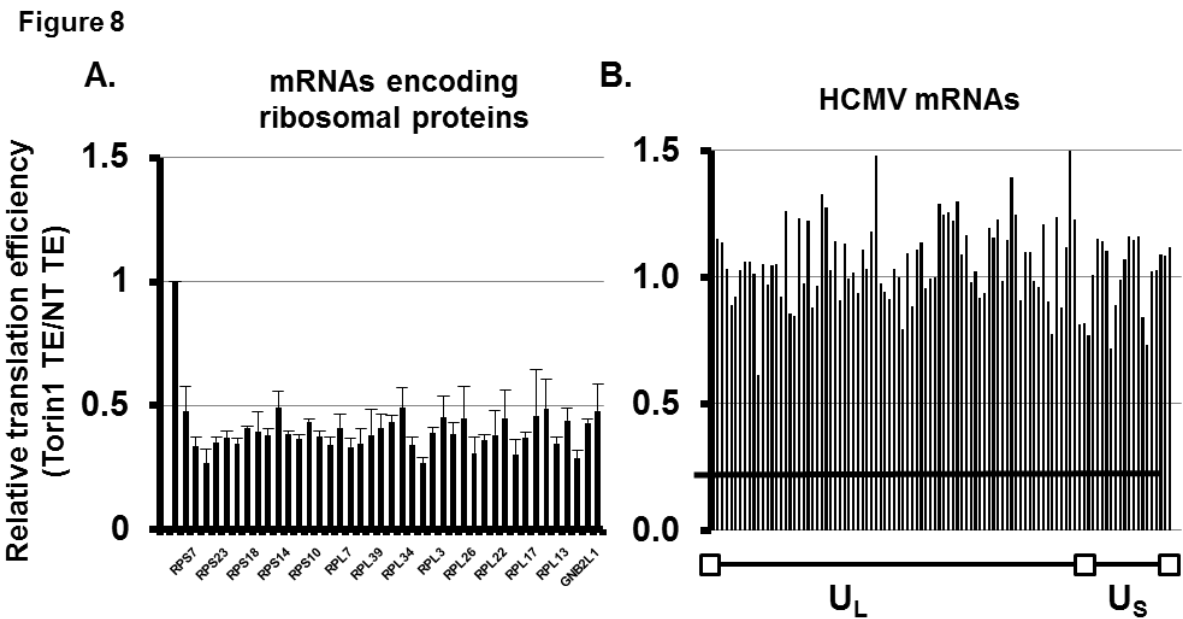 Figure 8
A.
mRNAs encoding
ribosomal proteins
Relative translation efficiency
(Torin1 TE/NT TE)
1.5
1
0.5
0
RPS7
RPS23
RPS18
RPS14
RPS10
RPL7
RPL39
RPL34
RPL3
RPL26
RPL22
RPL17
RPL13
GNB2L1
B.
HCMV mRNAs
1.5
1.0
0.5
0.0
UL
US